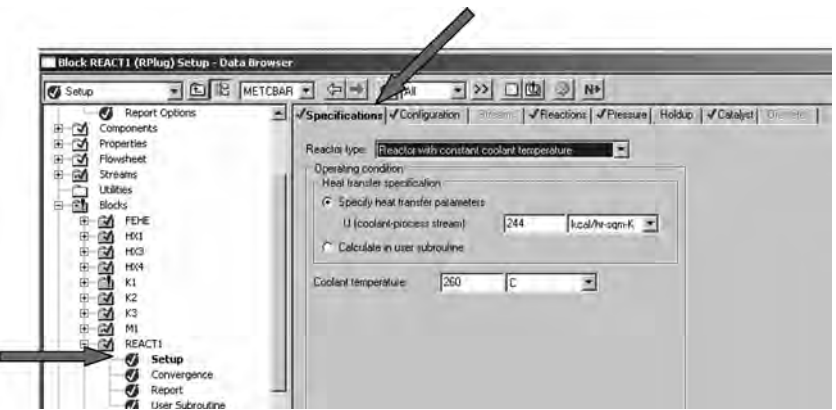 Block REACT1 (RPlug) Setup - Data Browser
Setup METCBAR All >> N>
Report Options
Components
Properties
Flowsheet
Streams
Utilities
Blocks
FEHE
HX1
HX3
HX4
K1
K2
K3
M1
REACT1
Setup
Convergence
Report
User Subroutine
Specifications Configuration Streams Reactions Pressure Holdup Catalyst Diameter
Reactor type: Reactor with constant coolant temperature
Operating condition
Heat transfer specification
Specify heat transfer parameters
U (coolant-process stream) 244 kcal/hr-sqm-K
Calculate in user subroutine
Coolant temperature: 260 C